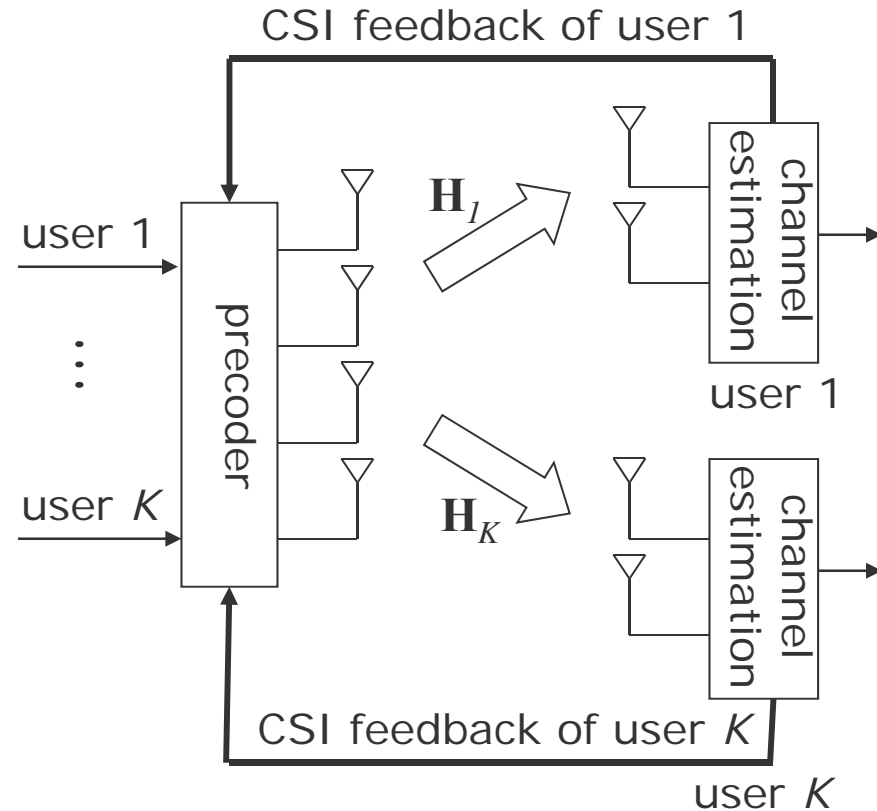 CSI feedback of user 1
user 1
...
user K
precoder
H1
HK
channel
estimation
user 1
channel
estimation
user K
CSI feedback of user K